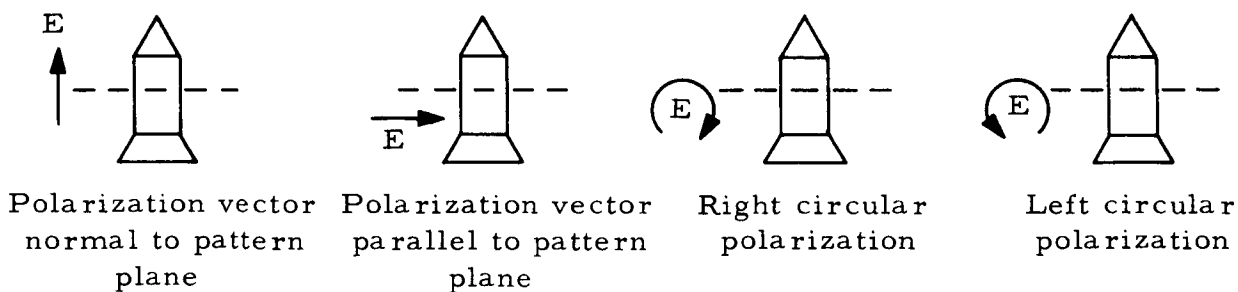 E
E
E
E
Polarization vector normal to pattern plane
Polarization vector parallel to pattern plane
Right circular polarization
Left circular polarization